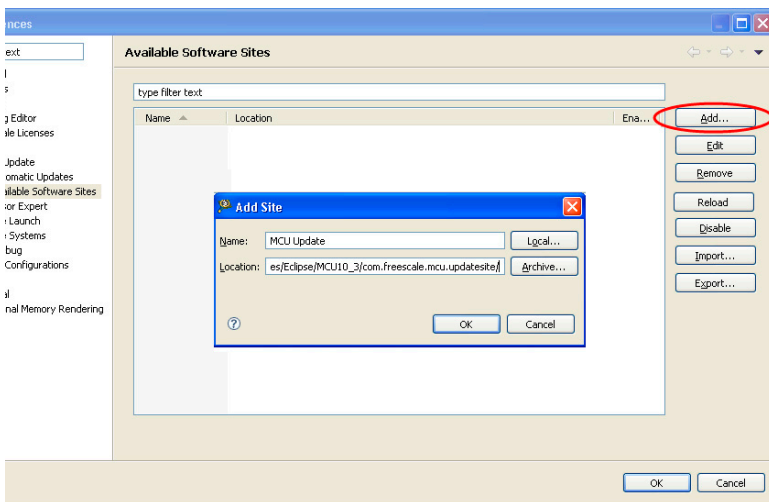 ences
ext
Available Software Sites
l
s
g Editor
ale Licenses
Update
omatic Updates
ailable Software Sites
sor Expert
e Launch
e Systems
bug
Configurations
al
nal Memory Rendering
type filter text
Name Location Ena...
Add...
Edit
Remove
Reload
Disable
Import...
Export...
Add Site
Name: MCU Update Local...
Location: es/Eclipse/MCU10_3/com.freescale.mcu.updatesite/ Archive...
? OK Cancel
OK Cancel